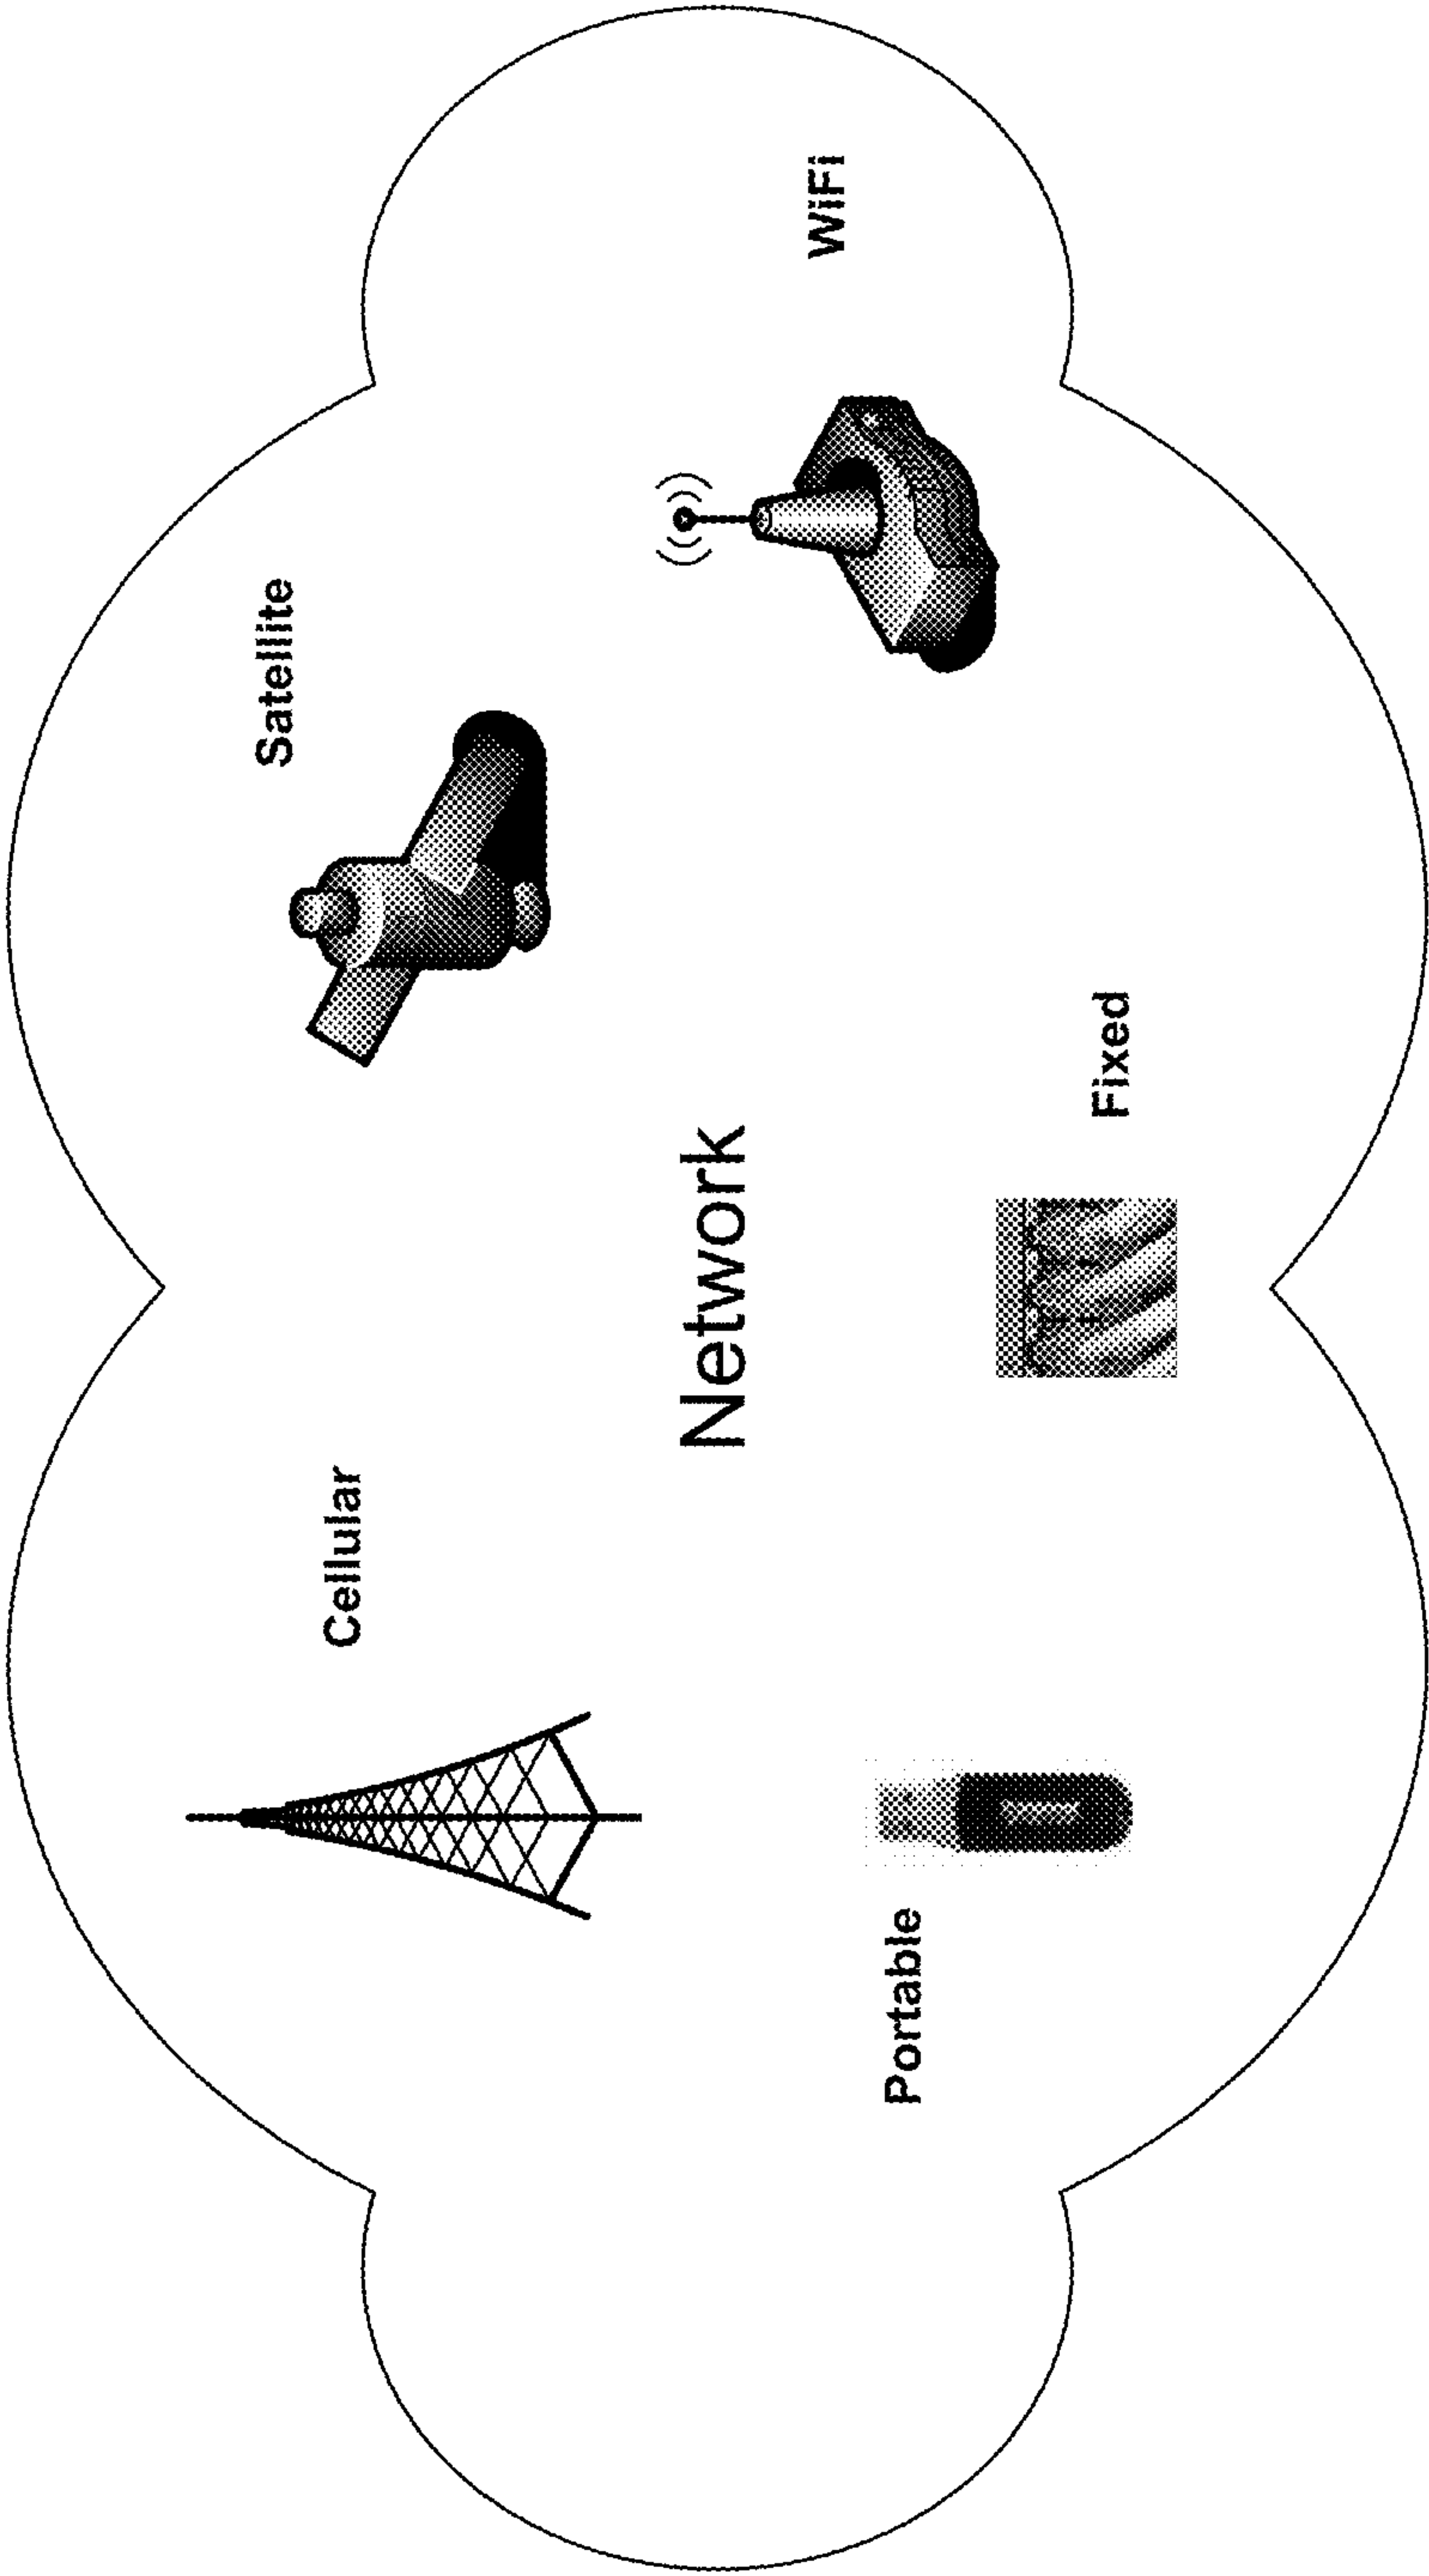 Satellite
Cellular
WiFi
Network
Portable
Fixed